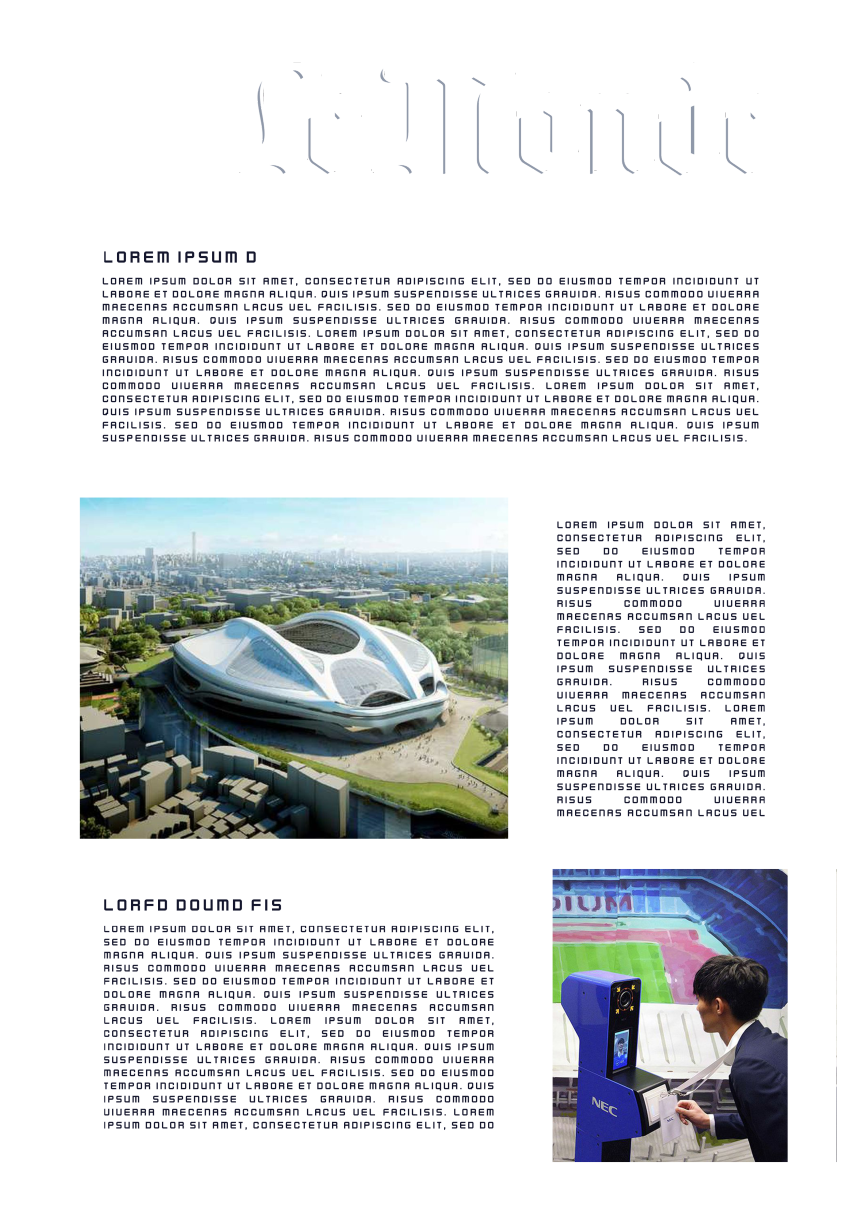 Le Monde
LOREM IPSUM D
LOREM IPSUM DOLOR SIT AMET, CONSECTETUR ADIPISCING ELIT, SED DO EIUSMOD TEMPOR INCIDIDUNT UT
LABORE ET DOLORE MAGNA ALIQUA. QUIS IPSUM SUSPENDISSE ULTRICES GRAVIDA. RISUS COMMODO VIVERRA
MAECENAS ACCUMSAN LACUS VEL FACILISIS. SED DO EIUSMOD TEMPOR INCIDIDUNT UT LABORE ET DOLORE
MAGNA ALIQUA. QUIS IPSUM SUSPENDISSE ULTRICES GRAVIDA. RISUS COMMODO VIVERRA MAECENAS
ACCUMSAN LACUS VEL FACILISIS. LOREM IPSUM DOLOR SIT AMET, CONSECTETUR ADIPISCING ELIT, SED DO
EIUSMOD TEMPOR INCIDIDUNT UT LABORE ET DOLORE MAGNA ALIQUA. QUIS IPSUM SUSPENDISSE ULTRICES
GRAVIDA. RISUS COMMODO VIVERRA MAECENAS ACCUMSAN LACUS VEL FACILISIS. SED DO EIUSMOD TEMPOR
INCIDIDUNT UT LABORE ET DOLORE MAGNA ALIQUA. QUIS IPSUM SUSPENDISSE ULTRICES GRAVIDA. RISUS
COMMODO VIVERRA MAECENAS ACCUMSAN LACUS VEL FACILISIS. LOREM IPSUM DOLOR SIT AMET,
CONSECTETUR ADIPISCING ELIT, SED DO EIUSMOD TEMPOR INCIDIDUNT UT LABORE ET DOLORE MAGNA ALIQUA.
QUIS IPSUM SUSPENDISSE ULTRICES GRAVIDA. RISUS COMMODO VIVERRA MAECENAS ACCUMSAN LACUS VEL
FACILISIS. SED DO EIUSMOD TEMPOR INCIDIDUNT UT LABORE ET DOLORE MAGNA ALIQUA. QUIS IPSUM
SUSPENDISSE ULTRICES GRAVIDA. RISUS COMMODO VIVERRA MAECENAS ACCUMSAN LACUS VEL FACILISIS.
LOREM IPSUM DOLOR SIT AMET,
CONSECTETUR ADIPISCING ELIT,
SED DO EIUSMOD TEMPOR
INCIDIDUNT UT LABORE ET DOLORE
MAGNA ALIQUA. QUIS IPSUM
SUSPENDISSE ULTRICES GRAVIDA.
RISUS COMMODO VIVERRA
MAECENAS ACCUMSAN LACUS VEL
FACILISIS. SED DO EIUSMOD
TEMPOR INCIDIDUNT UT LABORE ET
DOLORE MAGNA ALIQUA. QUIS
IPSUM SUSPENDISSE ULTRICES
GRAVIDA. RISUS COMMODO
VIVERRA MAECENAS ACCUMSAN
LACUS VEL FACILISIS. LOREM
IPSUM DOLOR SIT AMET,
CONSECTETUR ADIPISCING ELIT,
SED DO EIUSMOD TEMPOR
INCIDIDUNT UT LABORE ET DOLORE
MAGNA ALIQUA. QUIS IPSUM
SUSPENDISSE ULTRICES GRAVIDA.
RISUS COMMODO VIVERRA
MAECENAS ACCUMSAN LACUS VEL
LORFD DOUMD FIS
LOREM IPSUM DOLOR SIT AMET, CONSECTETUR ADIPISCING ELIT,
SED DO EIUSMOD TEMPOR INCIDIDUNT UT LABORE ET DOLORE
MAGNA ALIQUA. QUIS IPSUM SUSPENDISSE ULTRICES GRAVIDA.
RISUS COMMODO VIVERRA MAECENAS ACCUMSAN LACUS VEL
FACILISIS. SED DO EIUSMOD TEMPOR INCIDIDUNT UT LABORE ET
DOLORE MAGNA ALIQUA. QUIS IPSUM SUSPENDISSE ULTRICES
GRAVIDA. RISUS COMMODO VIVERRA MAECENAS ACCUMSAN
LACUS VEL FACILISIS. LOREM IPSUM DOLOR SIT AMET,
CONSECTETUR ADIPISCING ELIT, SED DO EIUSMOD TEMPOR
INCIDIDUNT UT LABORE ET DOLORE MAGNA ALIQUA. QUIS IPSUM
SUSPENDISSE ULTRICES GRAVIDA. RISUS COMMODO VIVERRA
MAECENAS ACCUMSAN LACUS VEL FACILISIS. SED DO EIUSMOD
TEMPOR INCIDIDUNT UT LABORE ET DOLORE MAGNA ALIQUA. QUIS
IPSUM SUSPENDISSE ULTRICES GRAVIDA. RISUS COMMODO
VIVERRA MAECENAS ACCUMSAN LACUS VEL FACILISIS. LOREM
IPSUM DOLOR SIT AMET, CONSECTETUR ADIPISCING ELIT, SED DO
DIUM
NEC